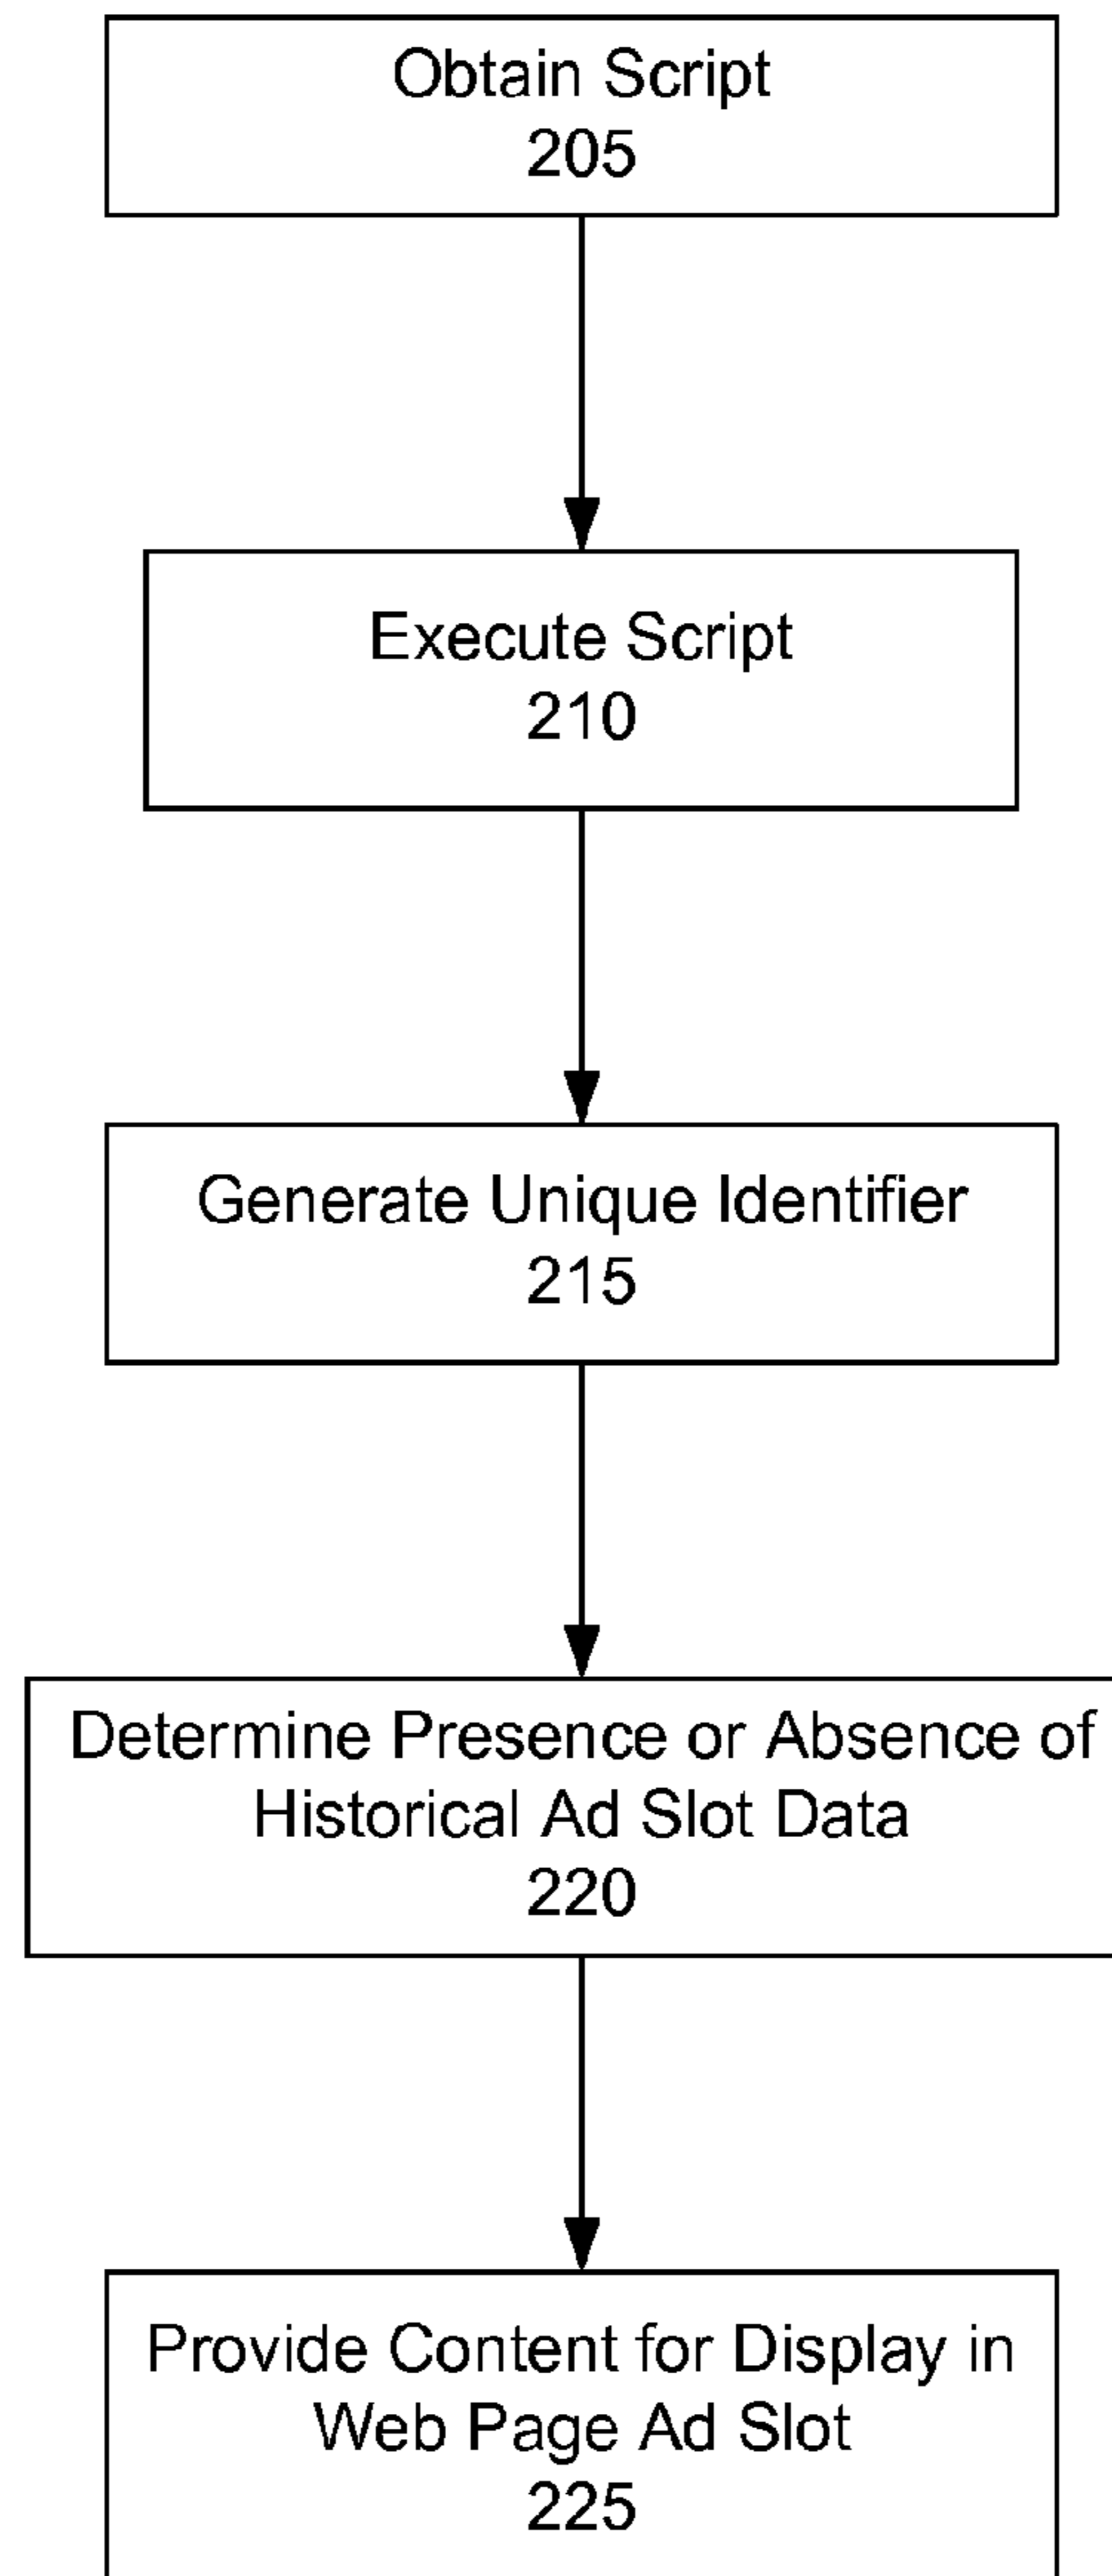 Obtain Script
205
Execute Script
210
Generate Unique Identifier
215
Determine Presence or Absence of
Historical Ad Slot Data
220
Provide Content for Display in
Web Page Ad Slot
225